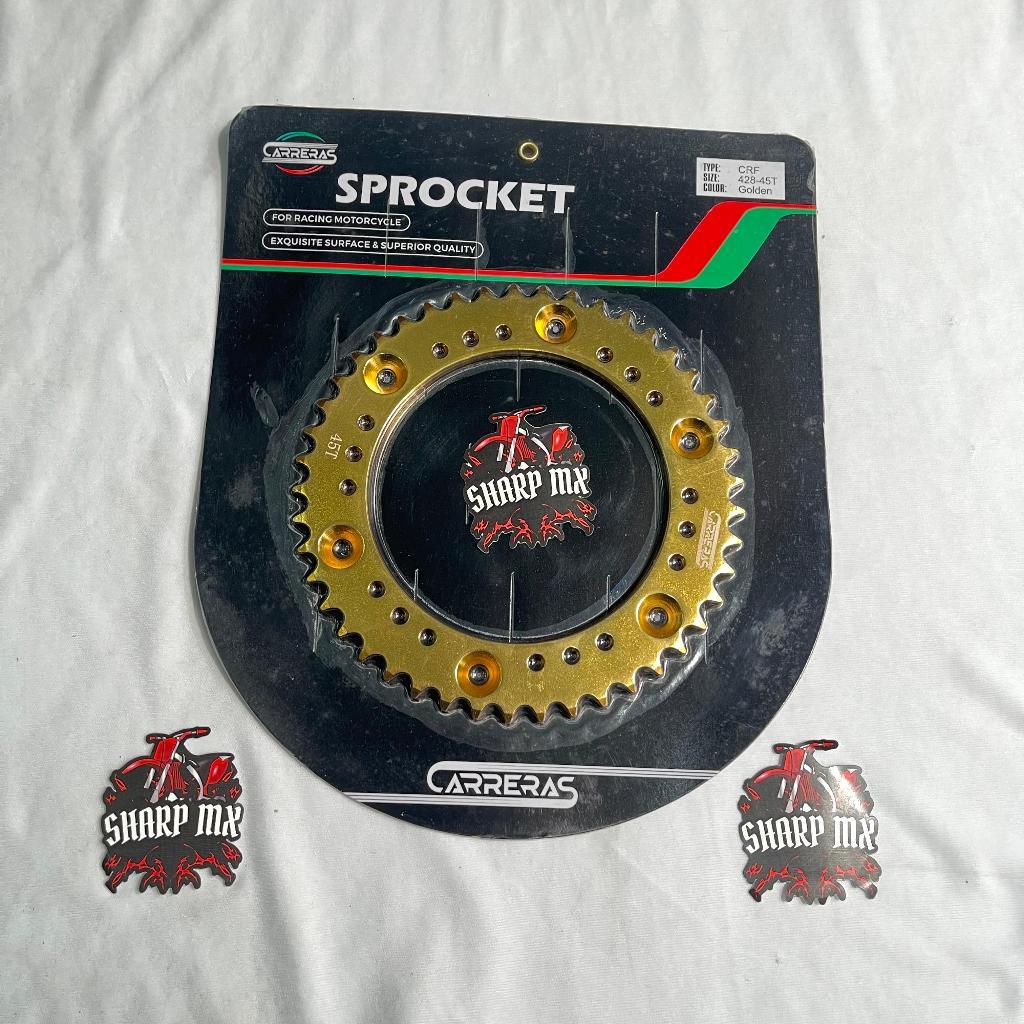 CARRERAS
SPROCKET
FOR RACING MOTORCYCLE
EXQUISITE SURFACE & SUPERIOR QUALITY
TYPE: CRF
SIZE: 428-45T
COLOR: Golden
45T
CARRERAS
SHARP MX
CARRERAS
SHARP MX
SHARP MX